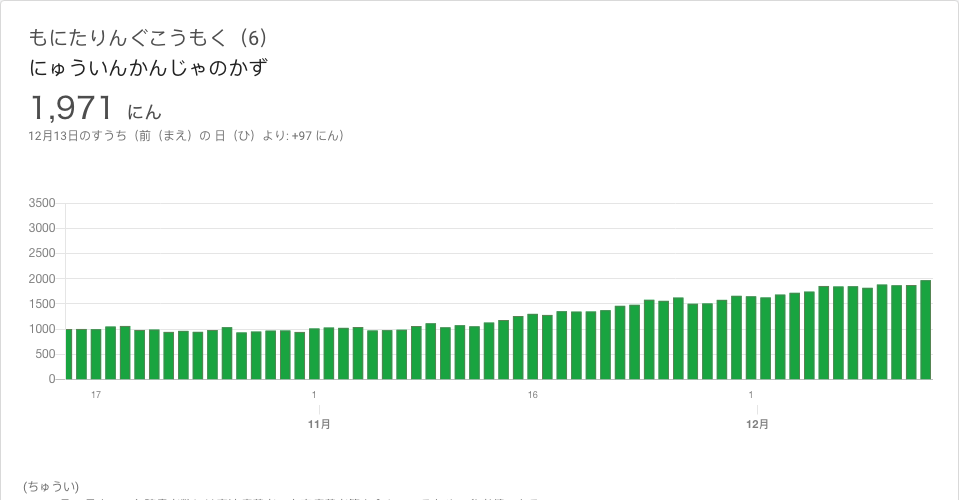 もにたりんぐこうもく（6）
にゅういんかんじゃのかず
1,971 にん
12月13日のすうち（前（まえ）の 日（ひ）より: +97 にん）
3500
3000
2500
2000
1500
1000
500
0
17
1
16
1
11月
12月
(ちゅうい)